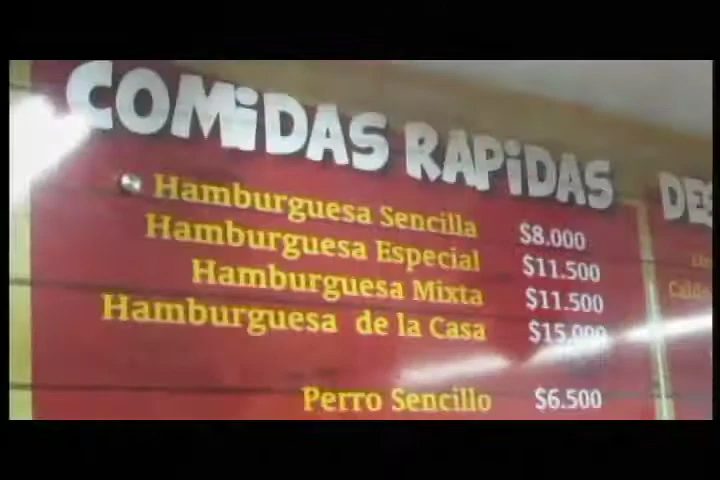 COMiDAS RAPiDAS
Hamburguesa Sencilla $8.000
Hamburguesa Especial $11.500
Hamburguesa Mixta $11.500
Hamburguesa de la Casa $15.000
Perro Sencillo $6.500